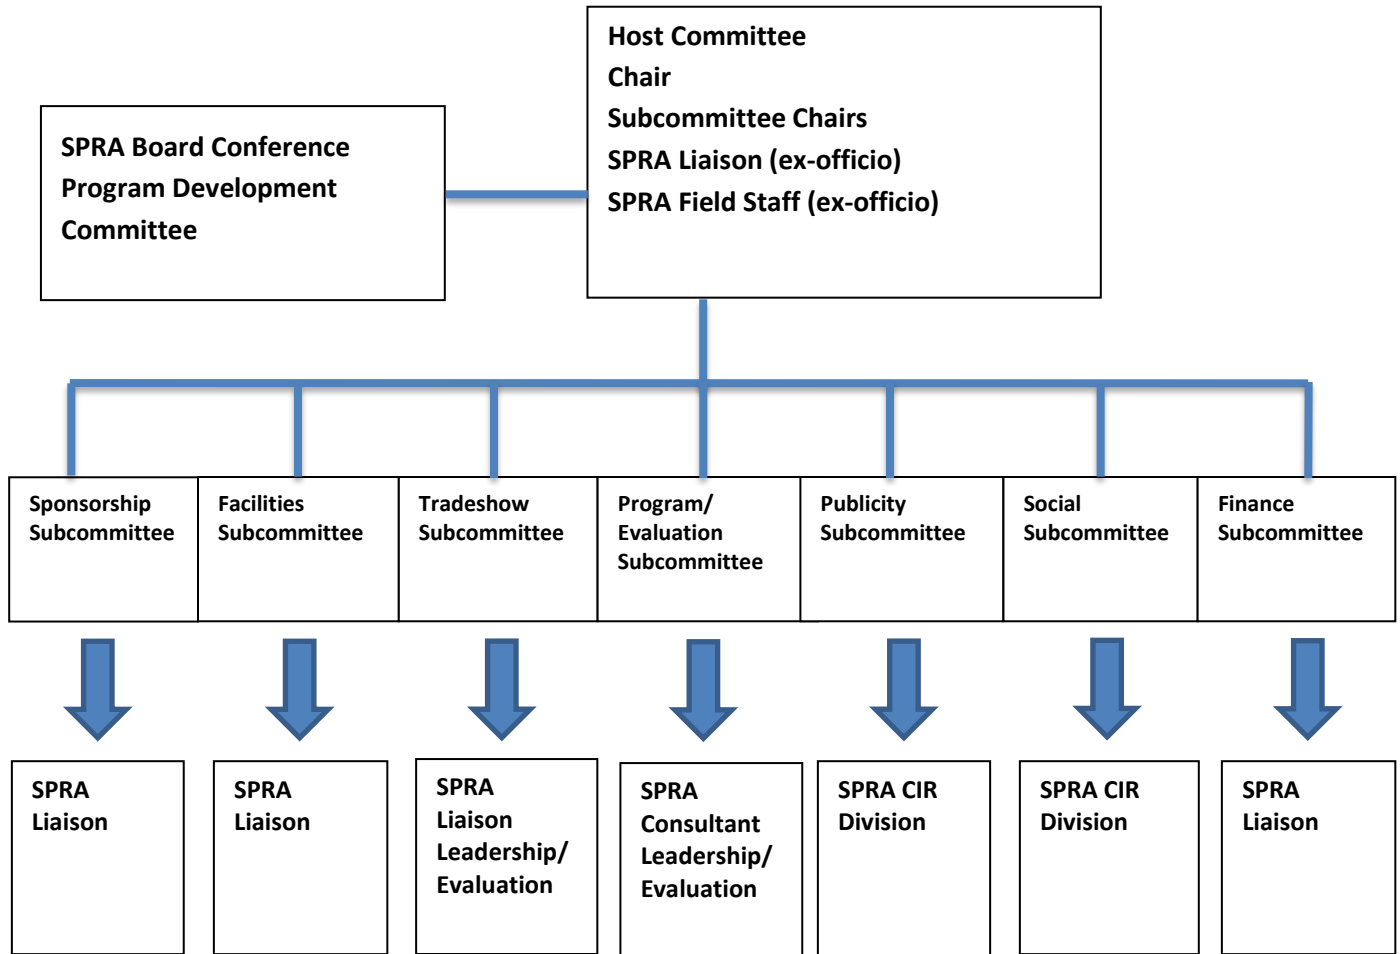 Host Committee
Chair
Subcommittee Chairs
SPRA Liaison (ex-officio)
SPRA Field Staff (ex-officio)
SPRA Board Conference
Program Development
Committee
Sponsorship
Subcommittee
Facilities
Subcommittee
Tradeshow
Subcommittee
Program/
Evaluation
Subcommittee
Publicity
Subcommittee
Social
Subcommittee
Finance
Subcommittee
SPRA
Liaison
SPRA
Liaison
SPRA
Liaison
Leadership/
Evaluation
SPRA
Consultant
Leadership/
Evaluation
SPRA CIR
Division
SPRA CIR
Division
SPRA
Liaison